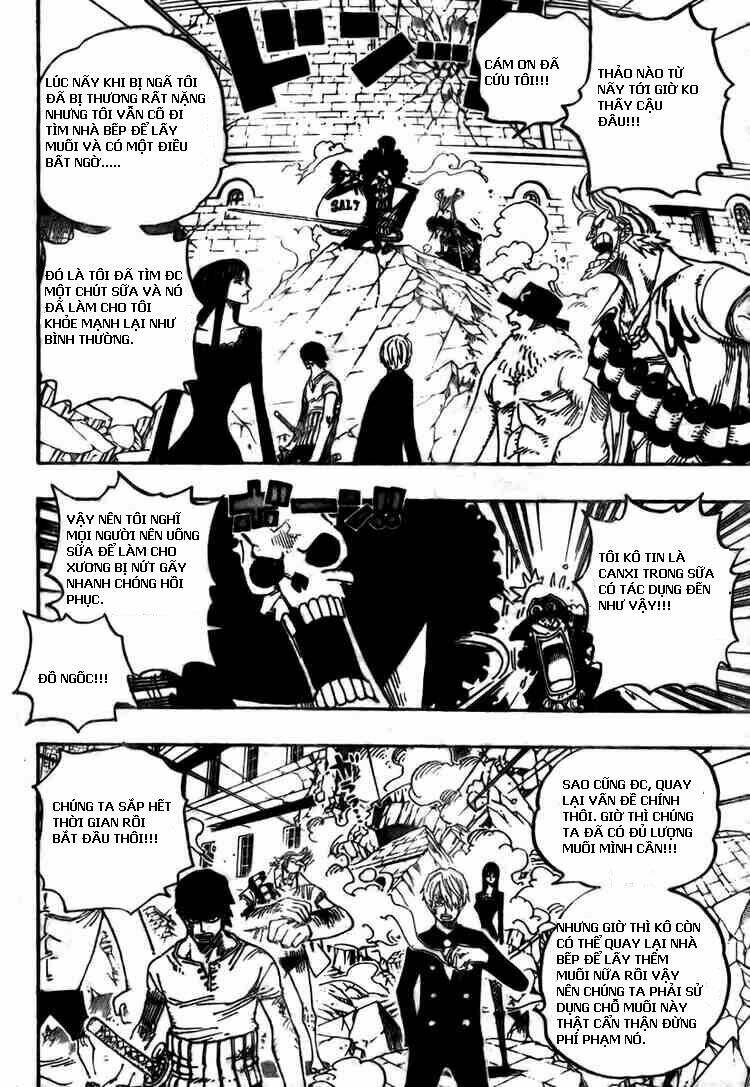 ドン
THẢO NÀO TỪ
NÃY TỚI GIỜ KO
THẤY CẬU
ĐÂU!!!
CÁM ƠN ĐÃ
CỨU TÔI!!!
LÚC NÃY KHI BỊ NGÃ TÔI
ĐÃ BỊ THƯƠNG RẤT NẶNG
NHƯNG TÔI VẪN CỐ ĐI
TÌM NHÀ BẾP ĐỂ LẤY
MUỐI VÀ CÓ MỘT ĐIỀU
BẤT NGỜ.....
SALT
ĐÓ LÀ TÔI ĐÃ TÌM ĐC
MỘT CHÚT SỮA VÀ NÓ
ĐÃ LÀM CHO TÔI
KHỎE MẠNH LẠI NHƯ
BÌNH THƯỜNG.
VẬY NÊN TÔI NGHĨ
MỌI NGƯỜI NÊN UỐNG
SỮA ĐỂ LÀM CHO
XƯƠNG BỊ NỨT GẪY
NHANH CHÓNG HỒI
PHỤC.
ボーン!!
TÔI KÔ TIN LÀ
CANXI TRONG SỮA
CÓ TÁC DỤNG ĐẾN
NHƯ VẬY!!!
ĐỒ NGỐC!!!
SAO CŨNG ĐC, QUAY
LẠI VẤN ĐỀ CHÍNH
THÔI. GIỜ THÌ CHÚNG
TA ĐÃ CÓ ĐỦ LƯỢNG
MUỐI MÌNH CẦN!!!
CHÚNG TA SẮP HẾT
THỜI GIAN RỒI
BẮT ĐẦU THÔI!!!
NHƯNG GIỜ THÌ KÔ CÒN
CÓ THỂ QUAY LẠI NHÀ
BẾP ĐỂ LẤY THÊM
MUỐI NỮA RỒI VẬY
NÊN CHÚNG TA PHẢI SỬ
DỤNG CHỖ MUỐI NÀY
THẬT CẨN THẬN ĐỪNG
PHÍ PHẠM NÓ.